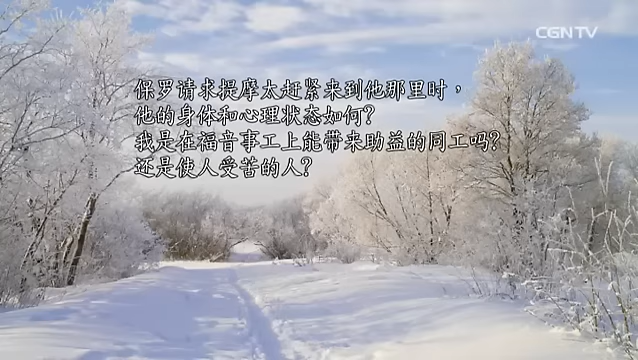 CGNTV
保罗请求提摩太赶紧来到他那里时，
他的身体和心理状态如何？
我是在福音事工上能带来助益的同工吗？
还是使人受苦的人？